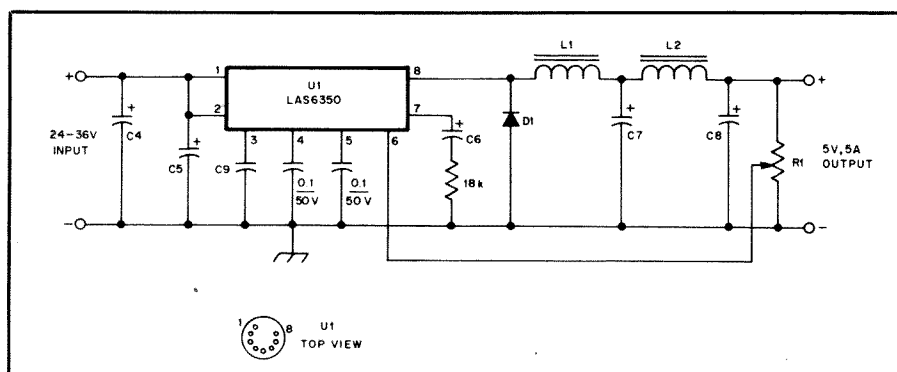 L1
L2
+
1
U1
LAS6350
8
+
2
7
+
C4
+
C5
24-36V
INPUT
3
C9
4
0.1
50V
5
0.1
50V
6
+
C6
18k
D1
+
C7
+
C8
R1
5V, 5A
OUTPUT
−
−
1
8
U1
TOP VIEW